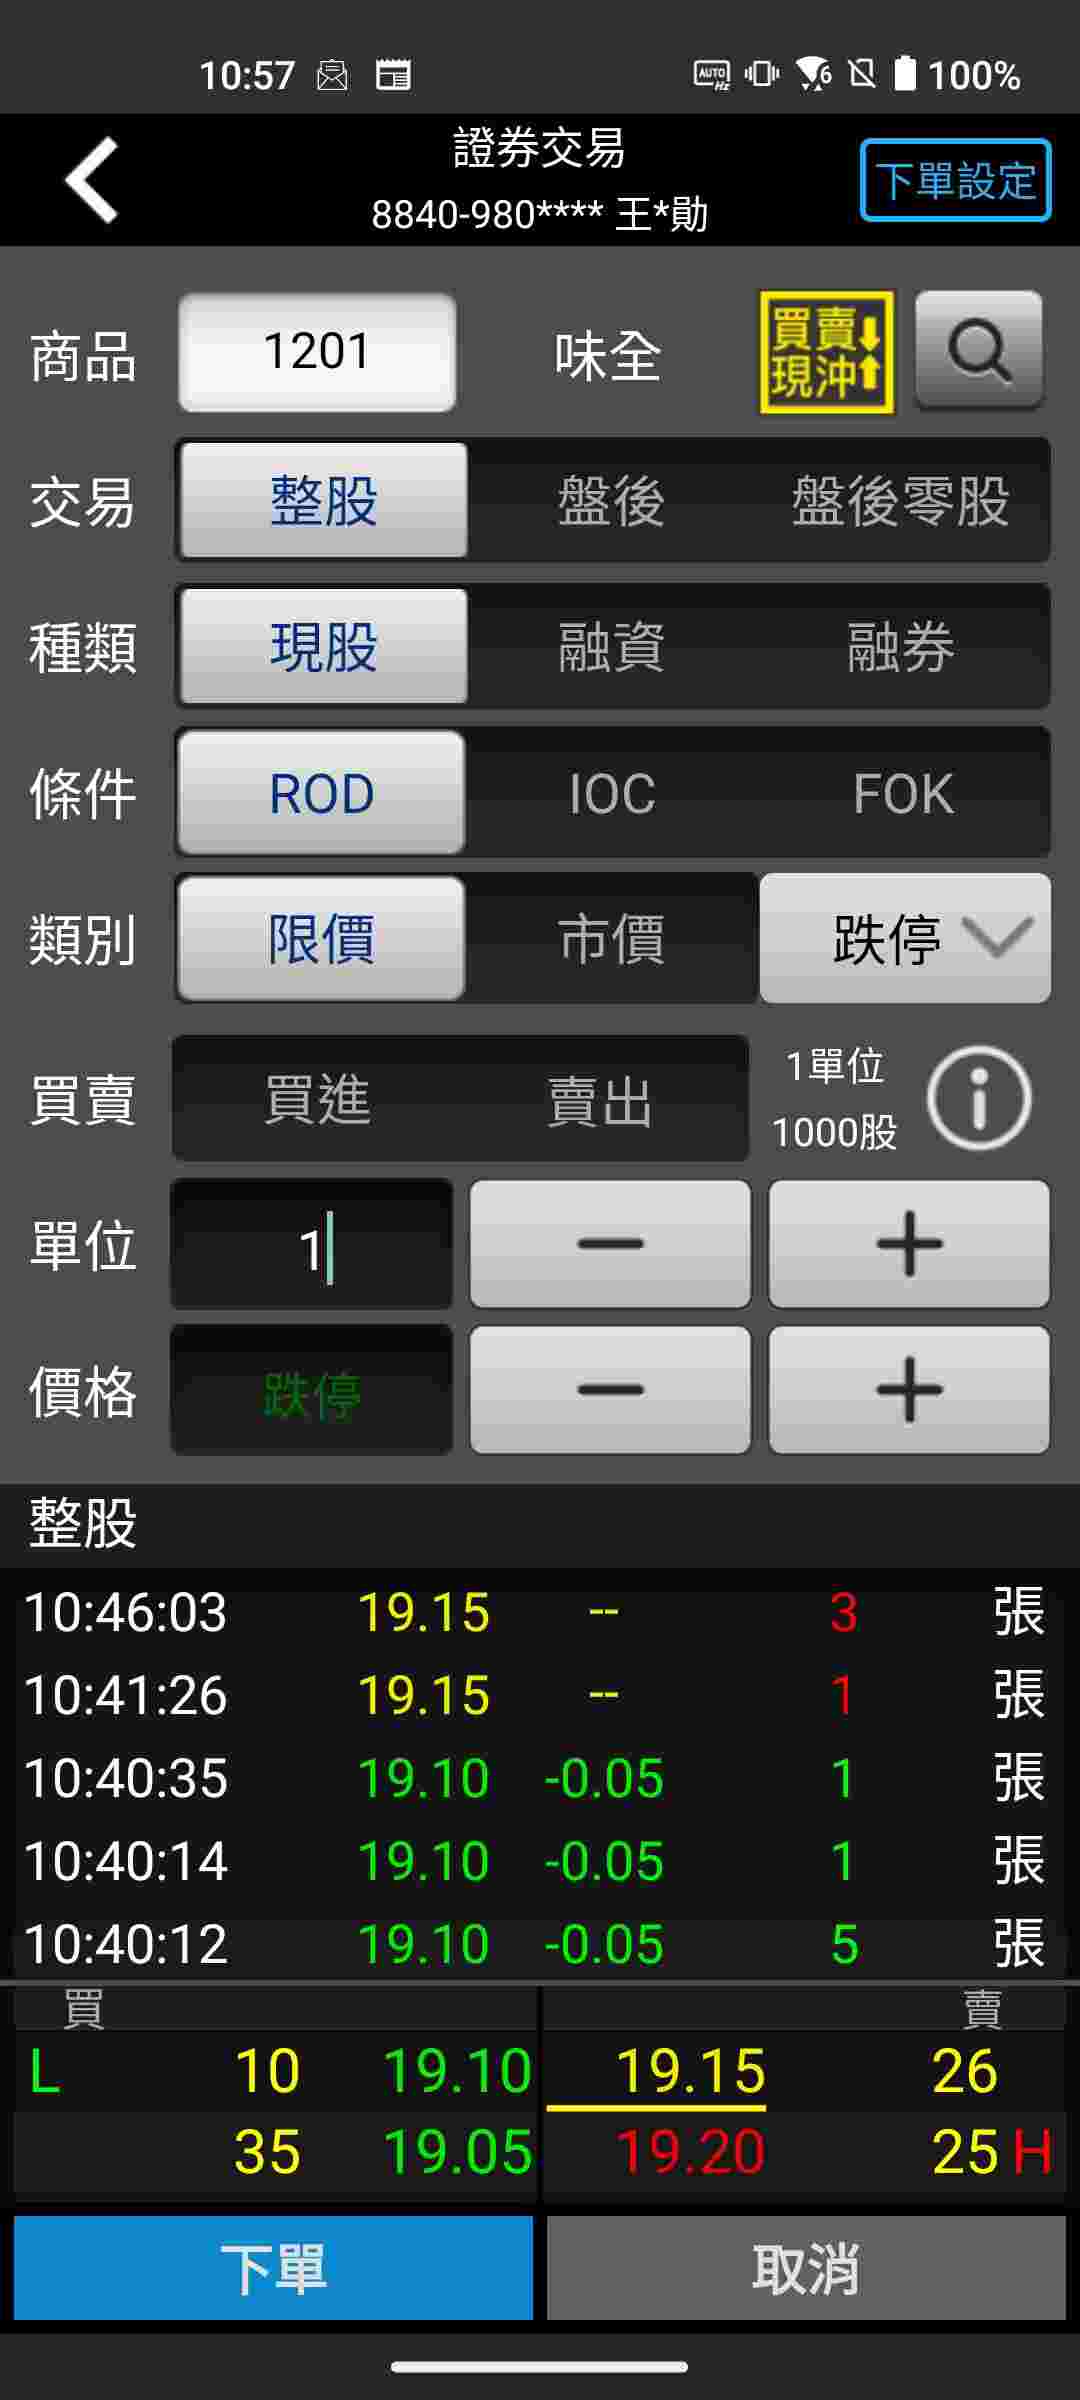 10:57 AUTO Hz 6 100%
證券交易
8840-980**** 王*勛
下單設定
商品 1201 味全 買賣現沖
交易 整股 盤後 盤後零股
種類 現股 融資 融券
條件 ROD IOC FOK
類別 限價 市價 跌停
買賣 買進 賣出 1單位 1000股
單位 1
價格 跌停
整股
10:46:03 19.15 -- 3 張
10:41:26 19.15 -- 1 張
10:40:35 19.10 -0.05 1 張
10:40:14 19.10 -0.05 1 張
10:40:12 19.10 -0.05 5 張
買 賣
L 10 19.10 19.15 26
35 19.05 19.20 25 H
下單 取消